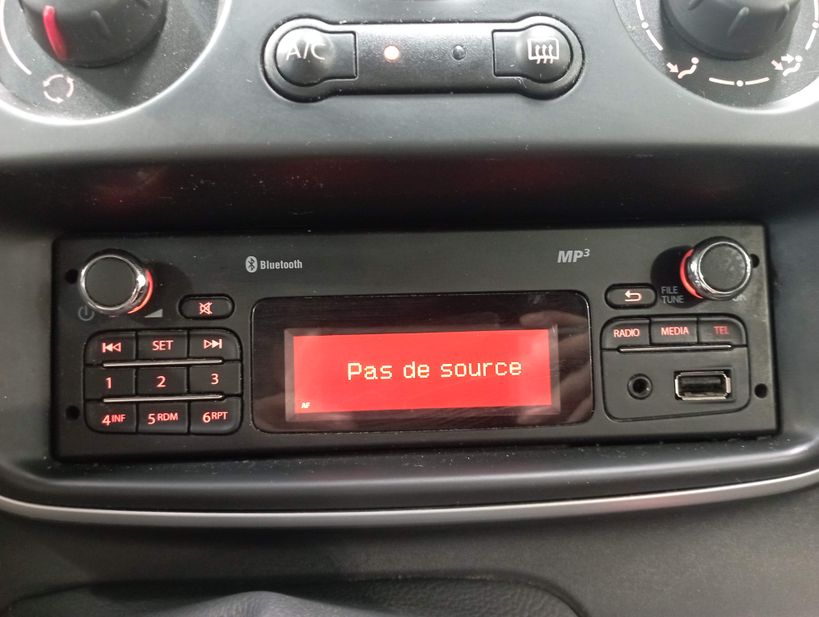 A/C
Bluetooth
MP3
FILE
TUNE
OK
SET
RADIO
MEDIA
TEL
1
2
3
Pas de source
AF
4 INF
5 RDM
6 RPT